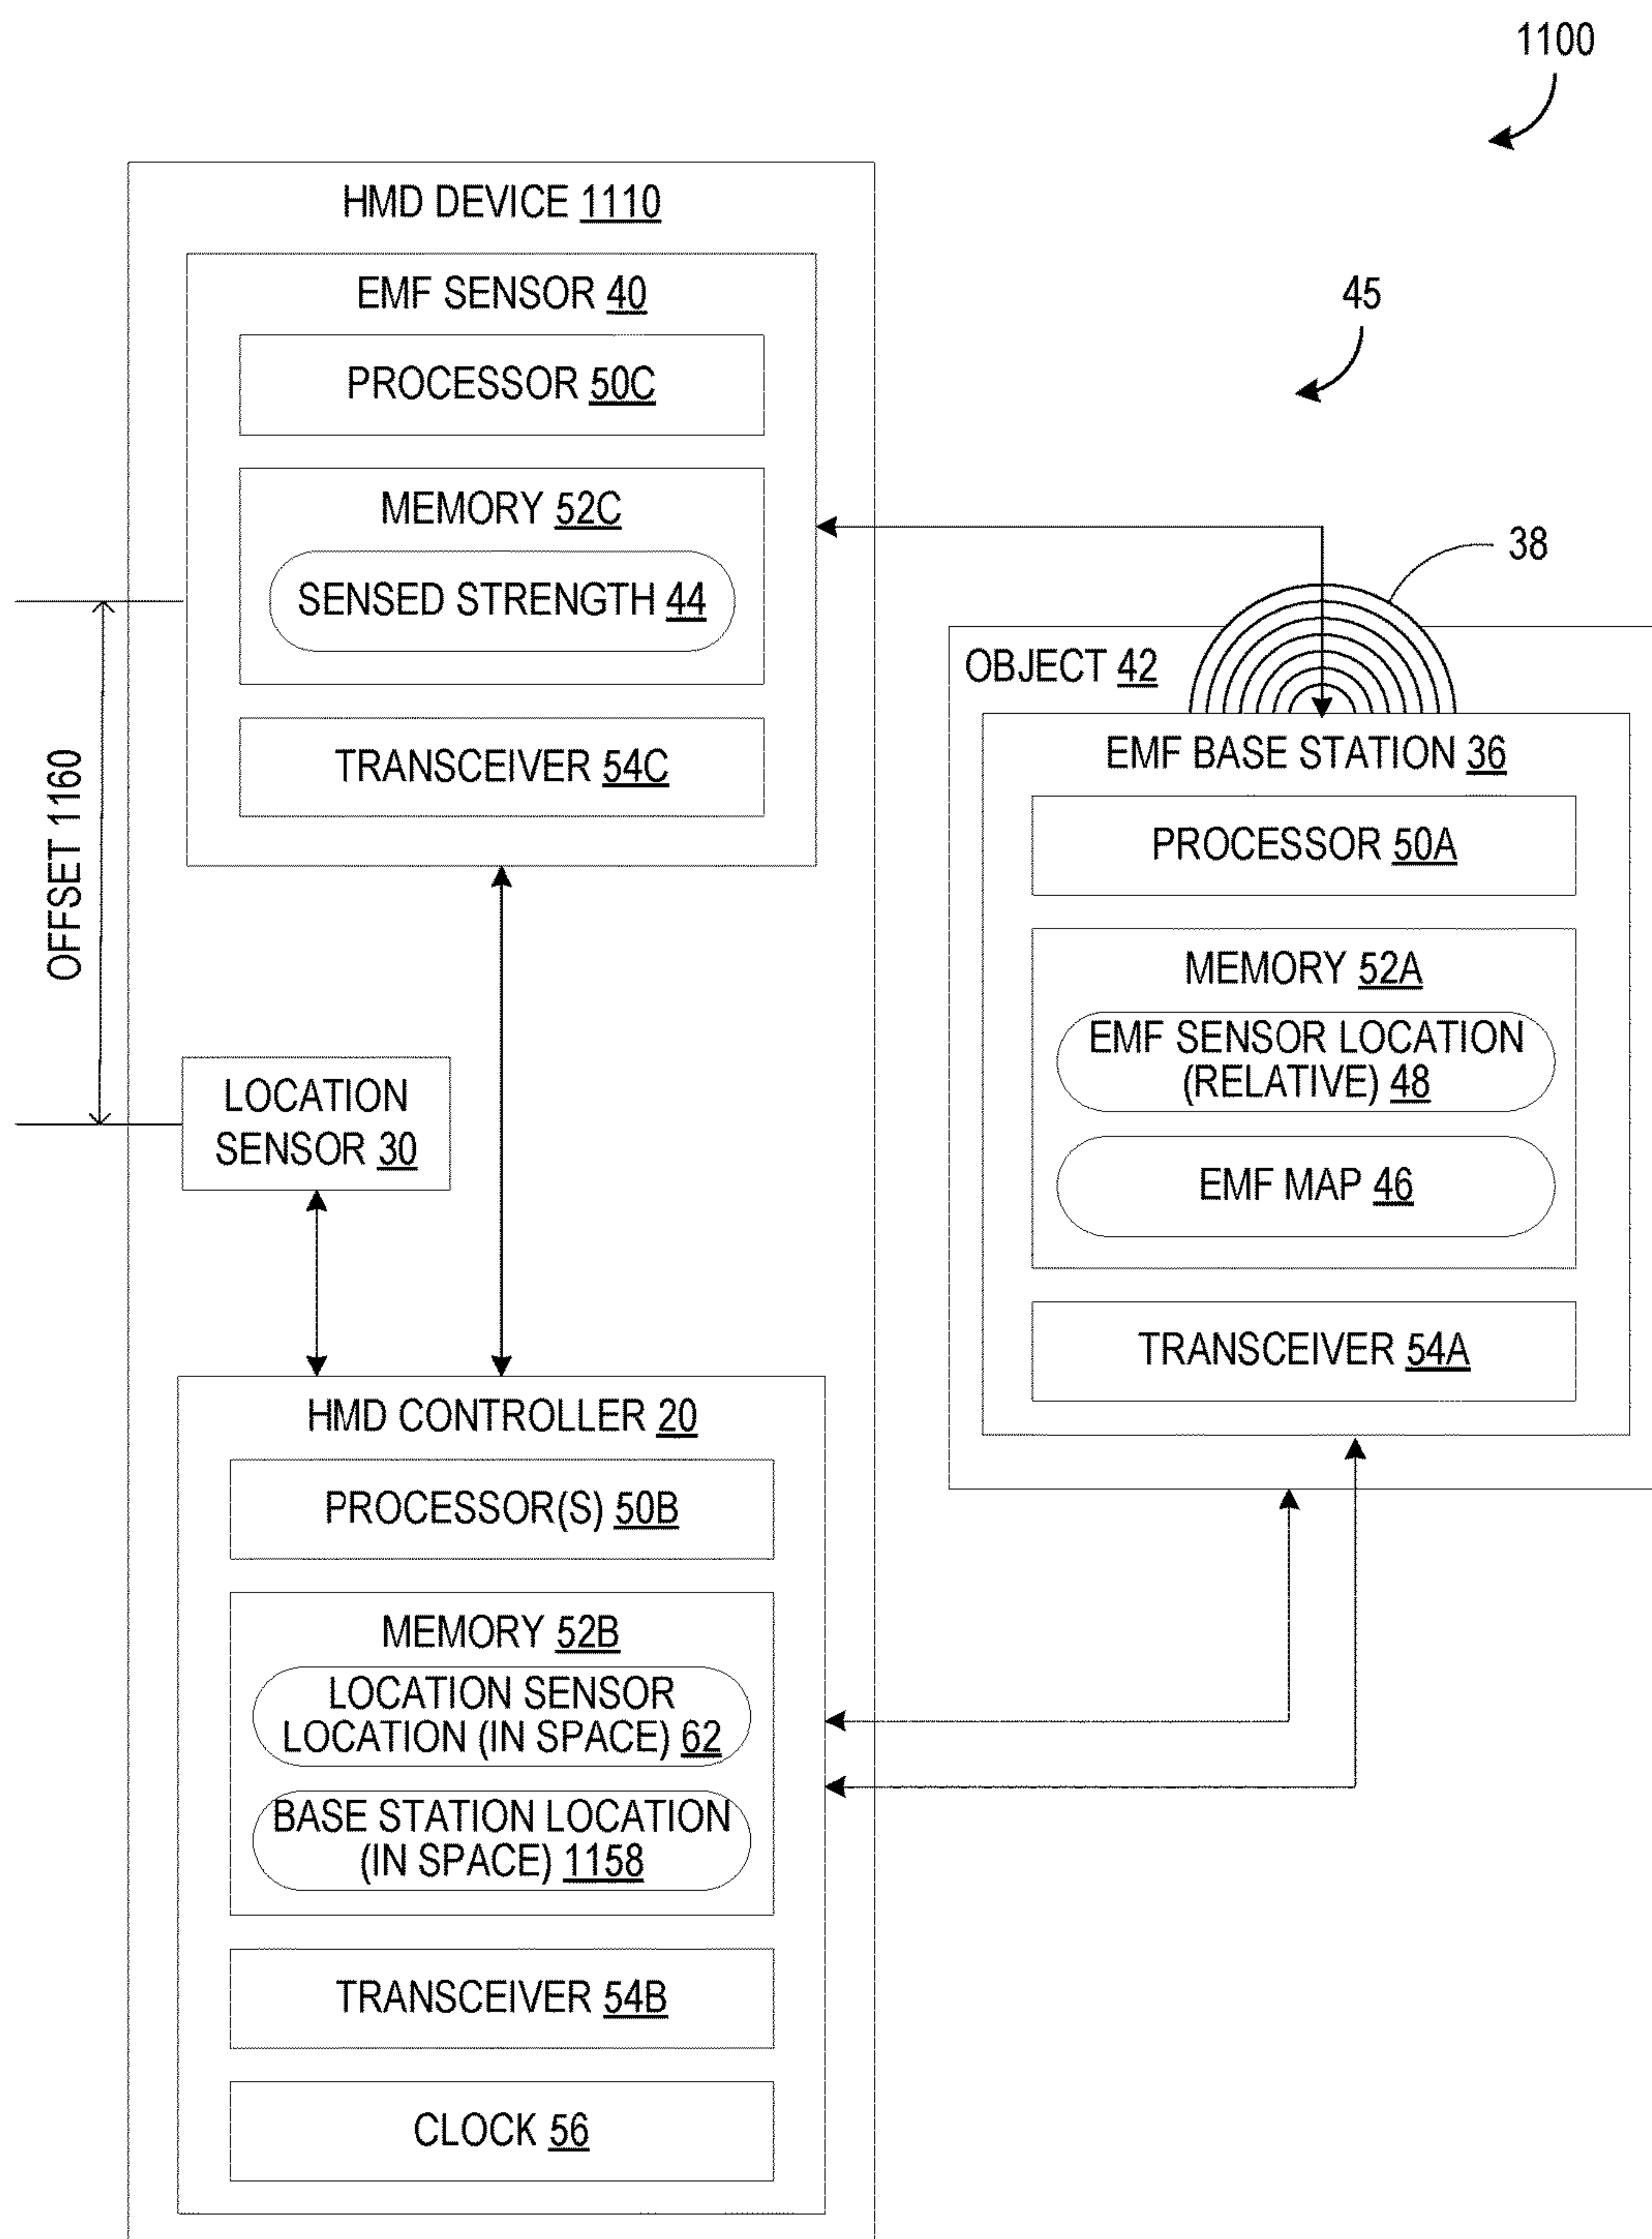 1100
HMD DEVICE 1110
EMF SENSOR 40
PROCESSOR 50C
MEMORY 52C
SENSED STRENGTH 44
TRANSCEIVER 54C
OFFSET 1160
LOCATION
SENSOR 30
HMD CONTROLLER 20
PROCESSOR(S) 50B
MEMORY 52B
LOCATION SENSOR
LOCATION (IN SPACE) 62
BASE STATION LOCATION
(IN SPACE) 1158
TRANSCEIVER 54B
CLOCK 56
45
38
OBJECT 42
EMF BASE STATION 36
PROCESSOR 50A
MEMORY 52A
EMF SENSOR LOCATION
(RELATIVE) 48
EMF MAP 46
TRANSCEIVER 54A